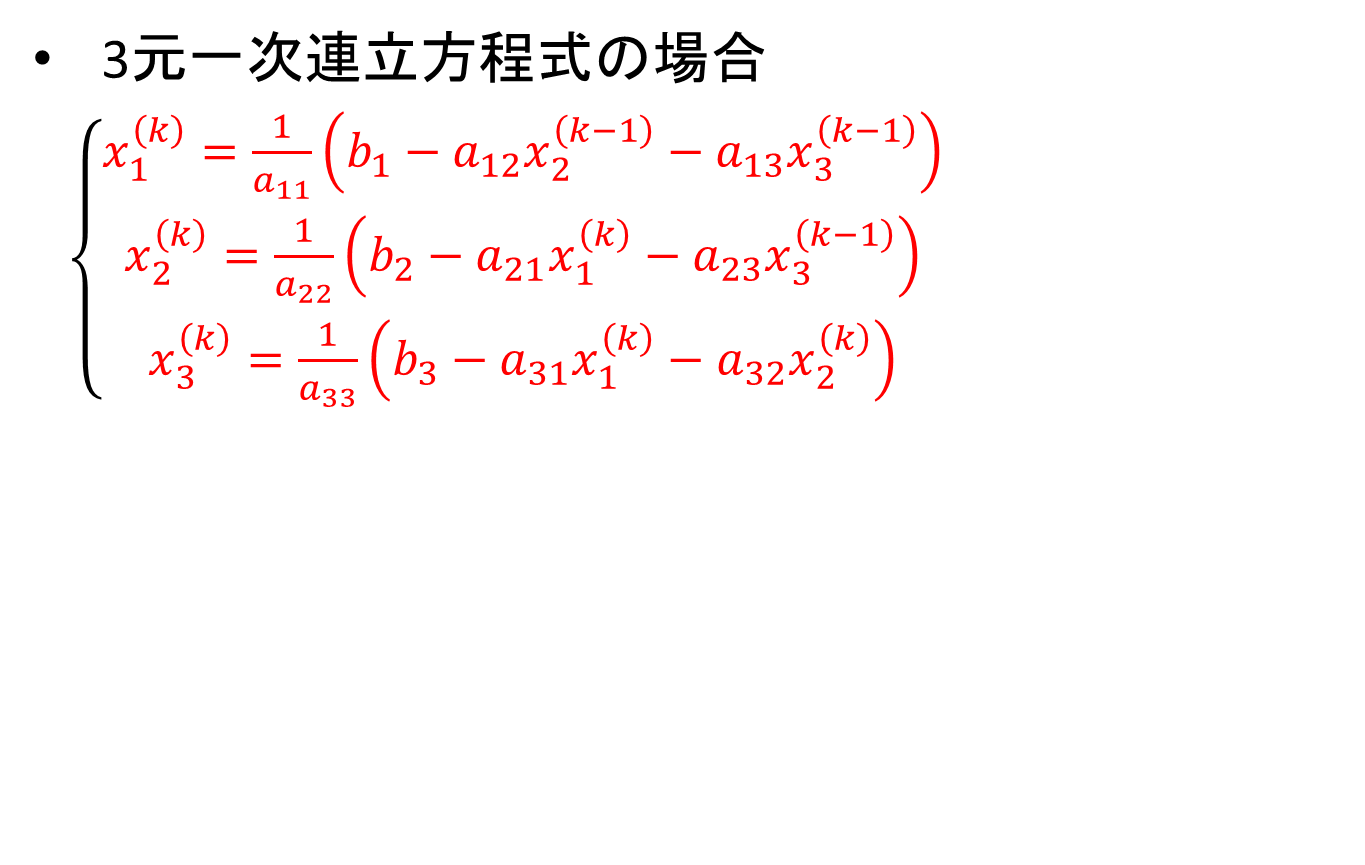 • 3元一次連立方程式の場合
x_1^{(k)} = \frac{1}{a_{11}} \left( b_1 - a_{12} x_2^{(k-1)} - a_{13} x_3^{(k-1)} \right)
x_2^{(k)} = \frac{1}{a_{22}} \left( b_2 - a_{21} x_1^{(k)} - a_{23} x_3^{(k-1)} \right)
x_3^{(k)} = \frac{1}{a_{33}} \left( b_3 - a_{31} x_1^{(k)} - a_{32} x_2^{(k)} \right)